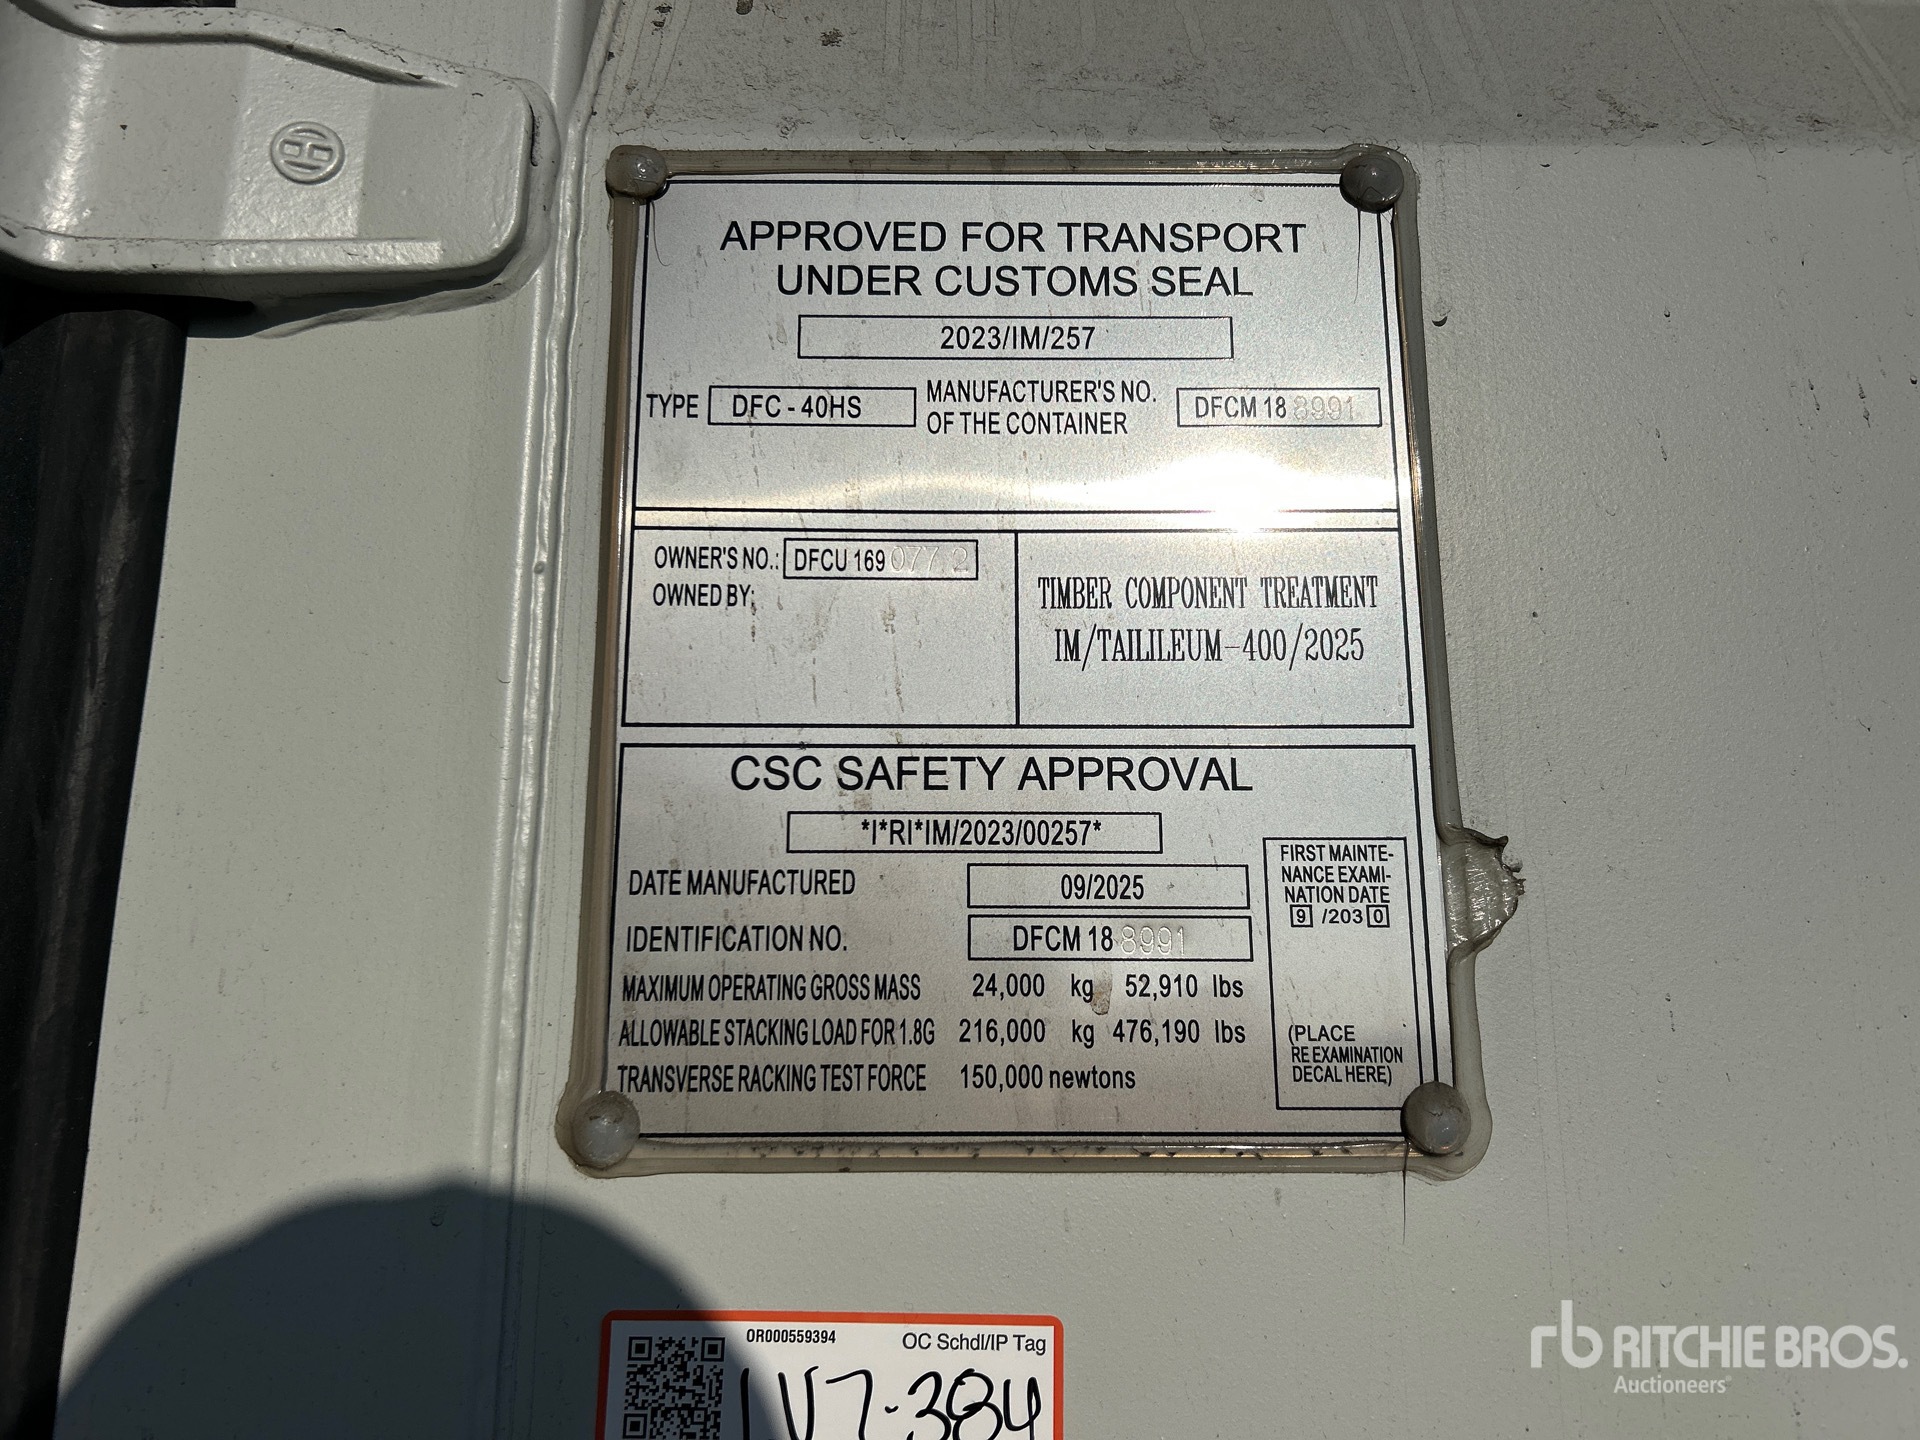 APPROVED FOR TRANSPORT
UNDER CUSTOMS SEAL
2023/IM/257
TYPE DFC - 40HS MANUFACTURER'S NO. OF THE CONTAINER DFCM 18 8991
OWNER'S NO.: DFCU 169 077 2
OWNED BY:
TIMBER COMPONENT TREATMENT
IM/TAILILEUM-400/2025
CSC SAFETY APPROVAL
*I*RI*IM/2023/00257*
DATE MANUFACTURED 09/2025
IDENTIFICATION NO. DFCM 18 8991
MAXIMUM OPERATING GROSS MASS 24,000 kg 52,910 lbs
ALLOWABLE STACKING LOAD FOR 1.8G 216,000 kg 476,190 lbs
TRANSVERSE RACKING TEST FORCE 150,000 newtons
FIRST MAINTE-
NANCE EXAMI-
NATION DATE
9 /203 0
(PLACE
RE EXAMINATION
DECAL HERE)
OR000559394 OC Schdl/IP Tag
1V7-384
rb RITCHIE BROS.
Auctioneers